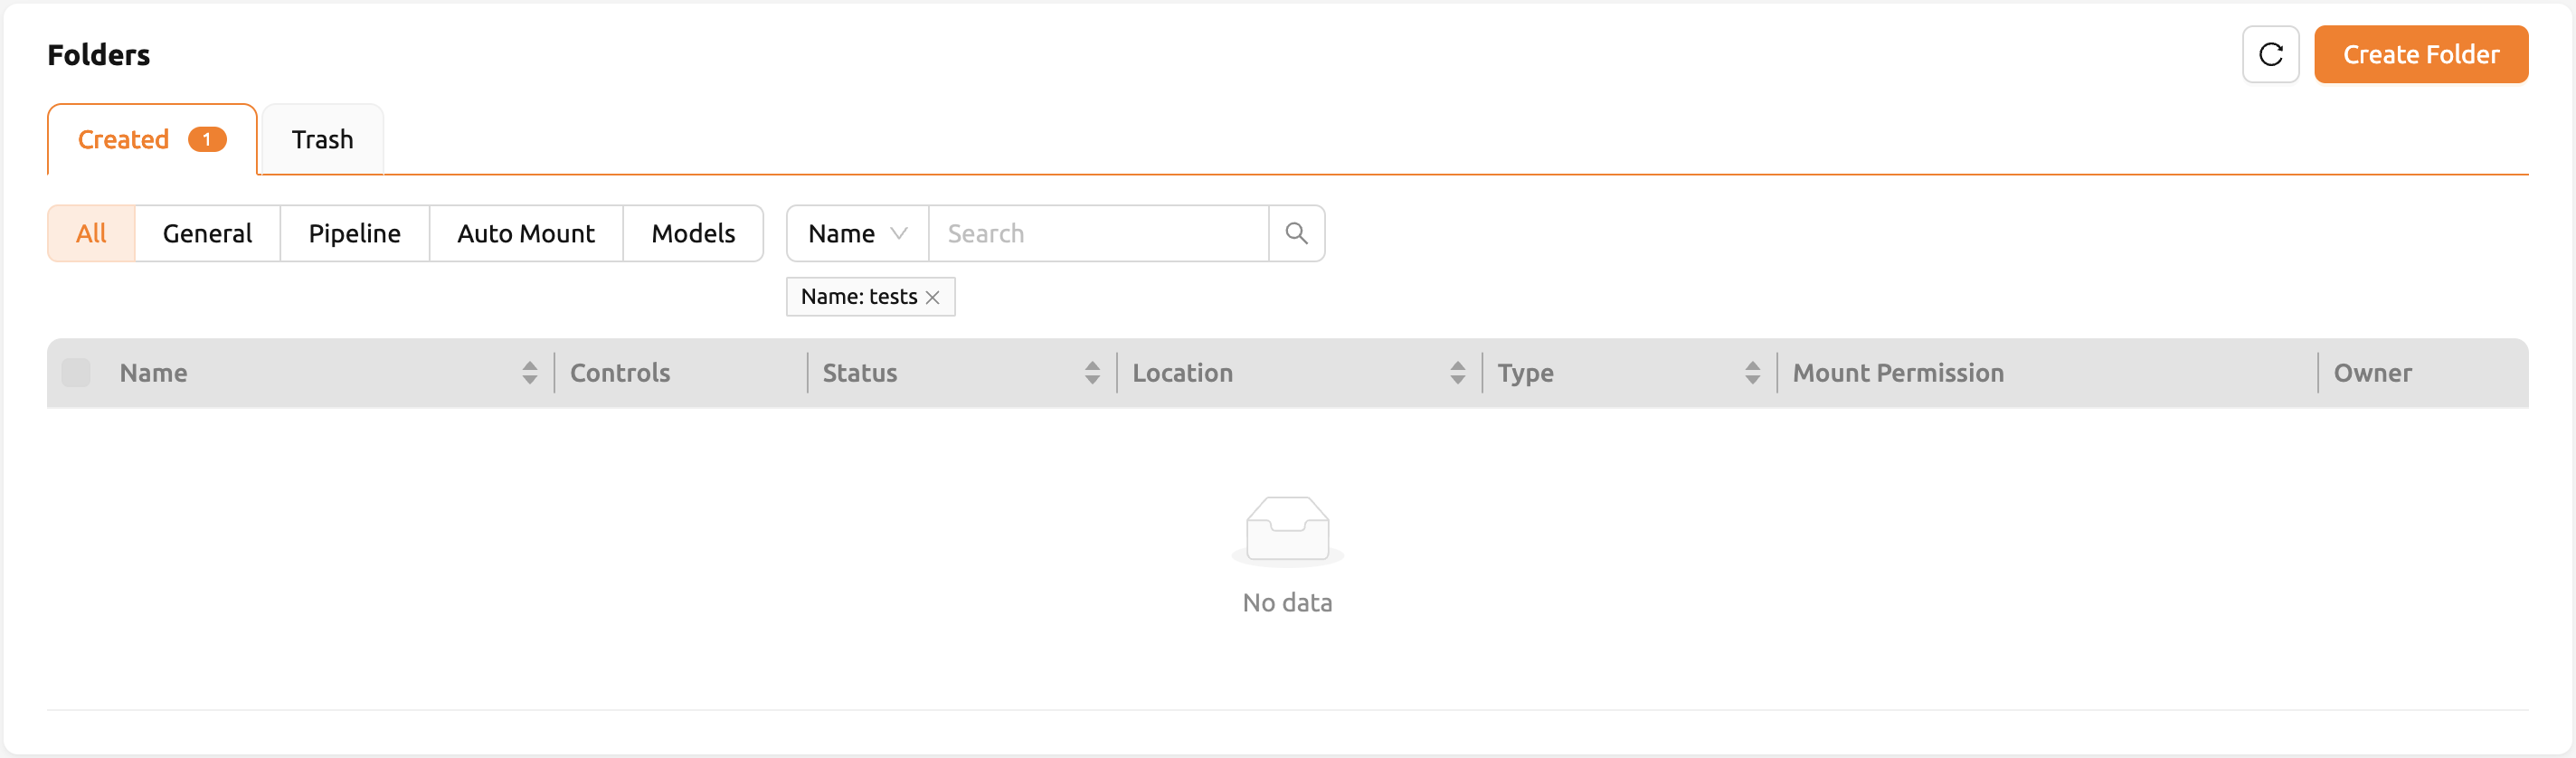 Folders
Create Folder
Created 1
Trash
All General Pipeline Auto Mount Models
Name Search
Name: tests
Name Controls Status Location Type Mount Permission Owner
No data